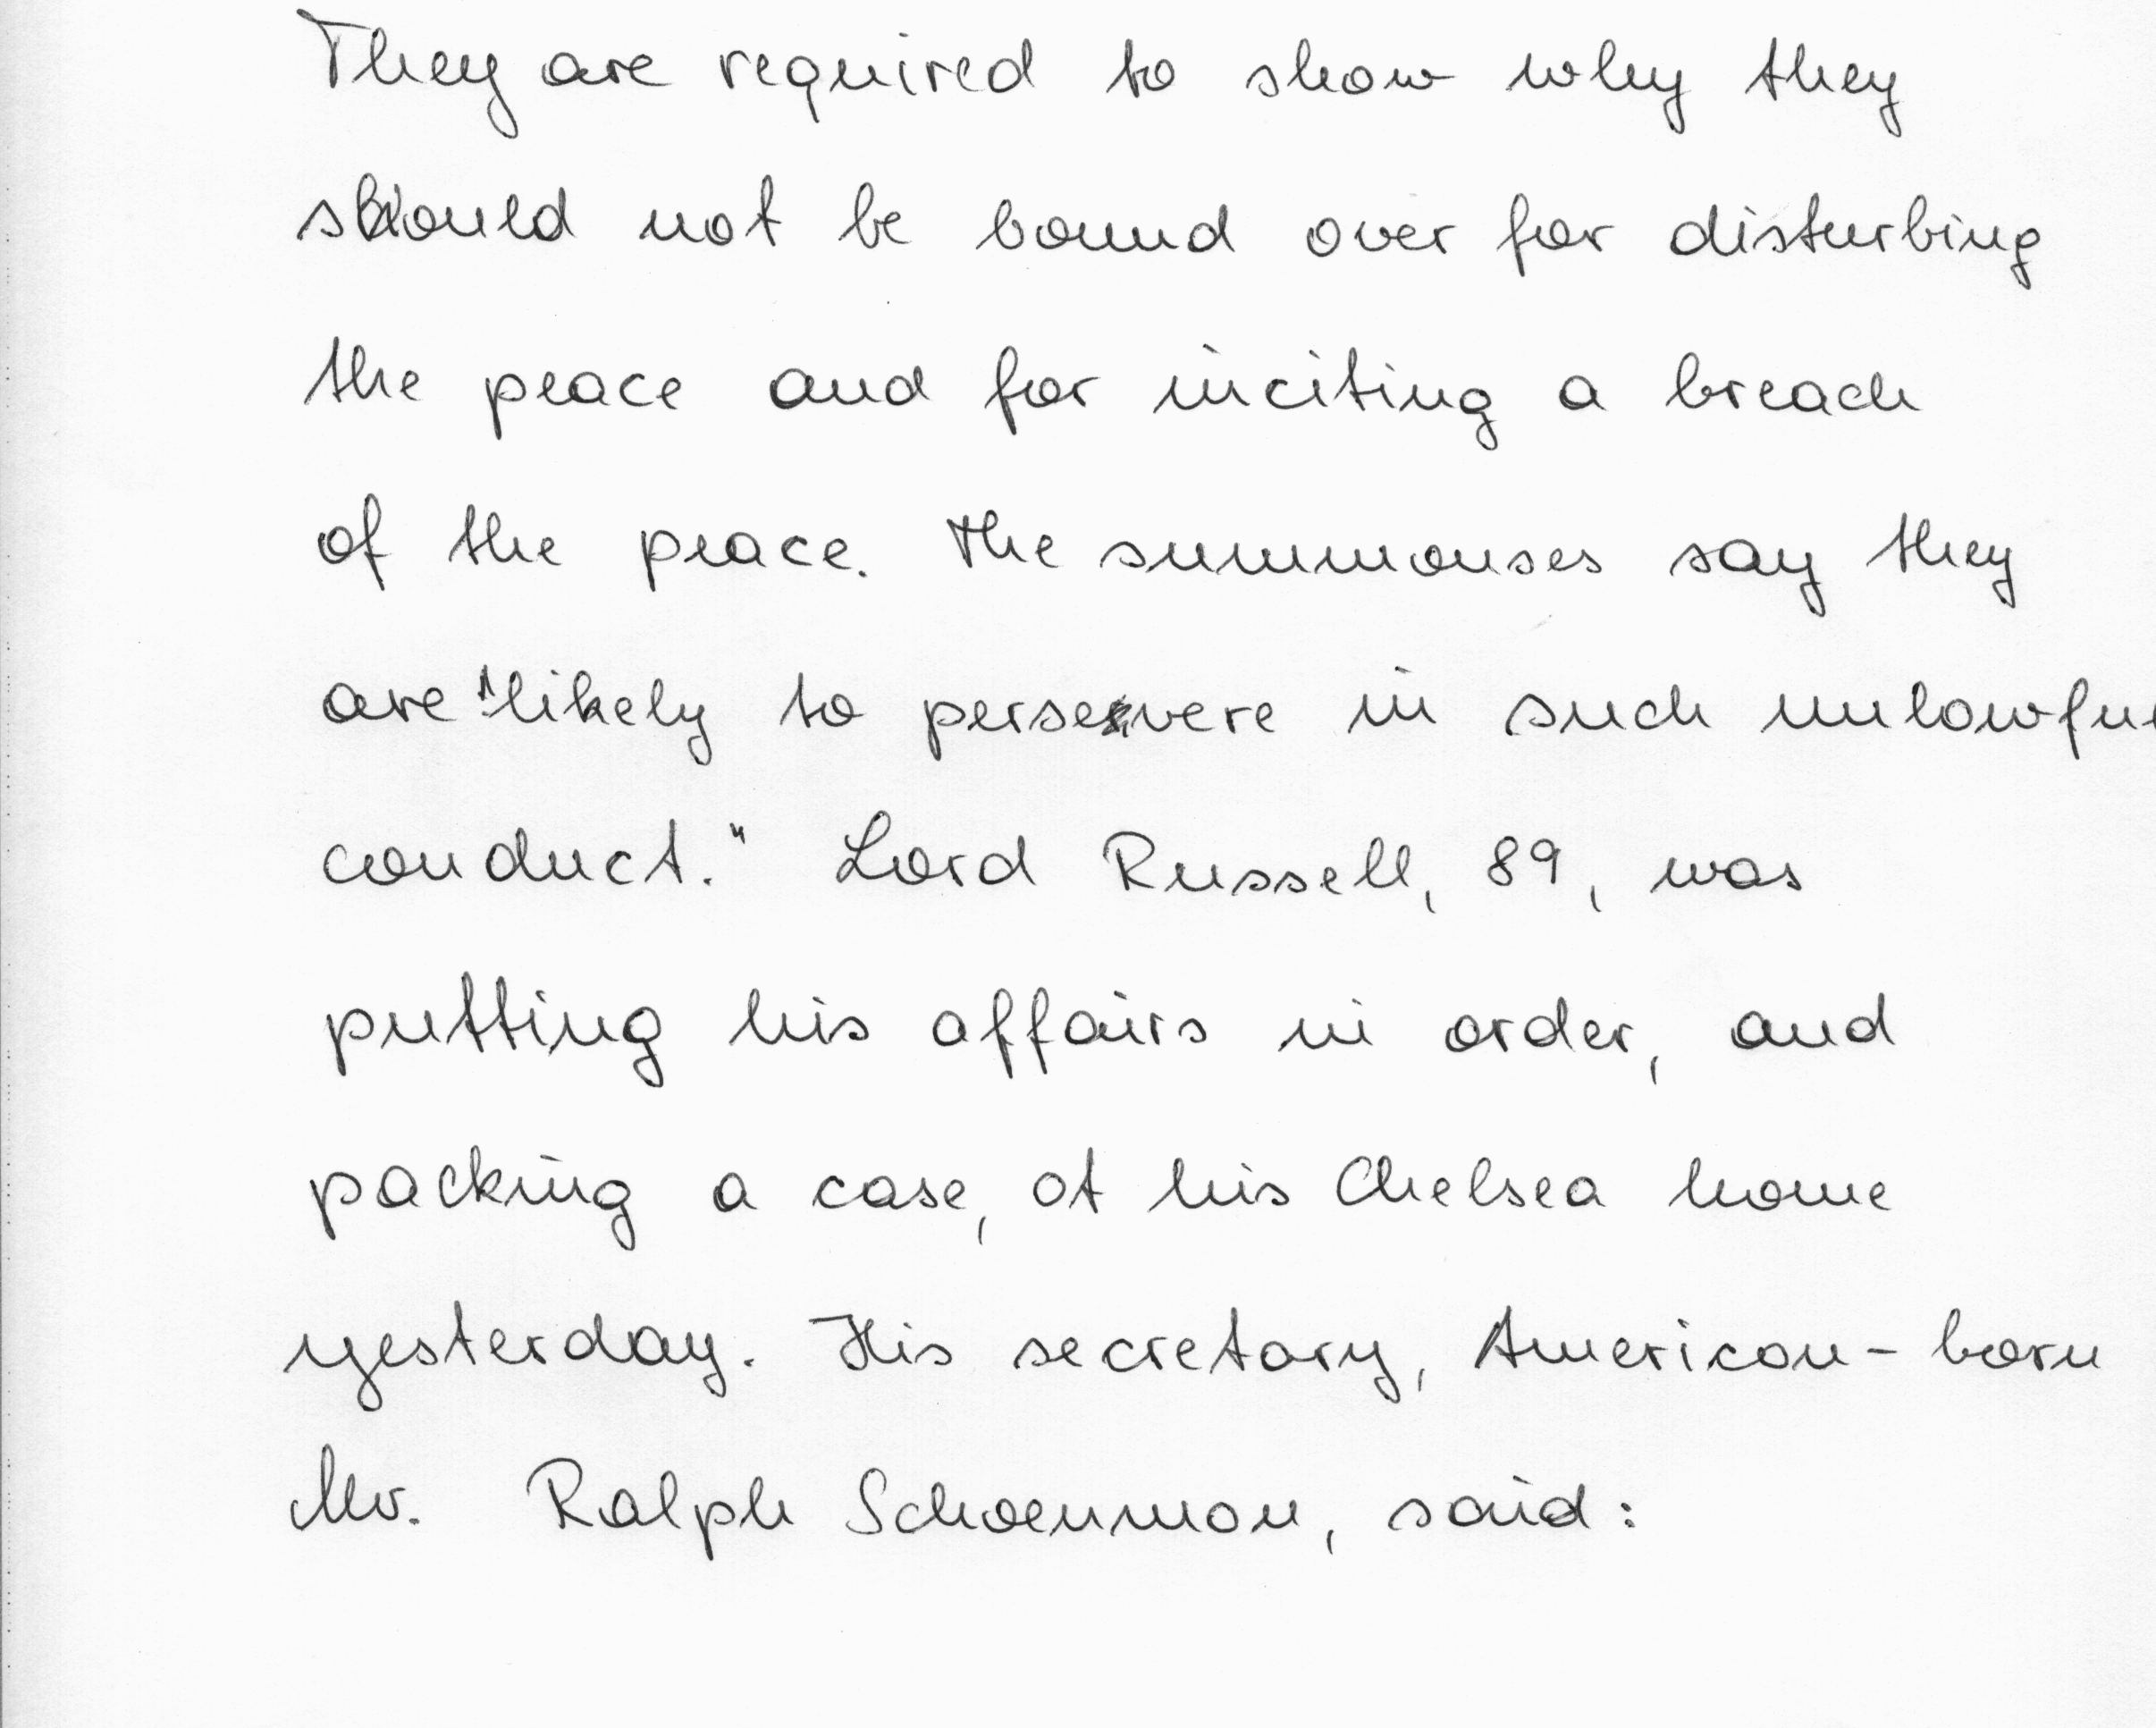 They are required to show why they
should not be bound over for disturbing
the peace and for inciting a breach
of the peace. The summonses say they
are "likely to persevere in such unlawful
conduct." Lord Russell, 89, was
putting his affairs in order, and
packing a case, at his Chelsea home
yesterday. His secretary, American-born
Mr. Ralph Schoenman, said: